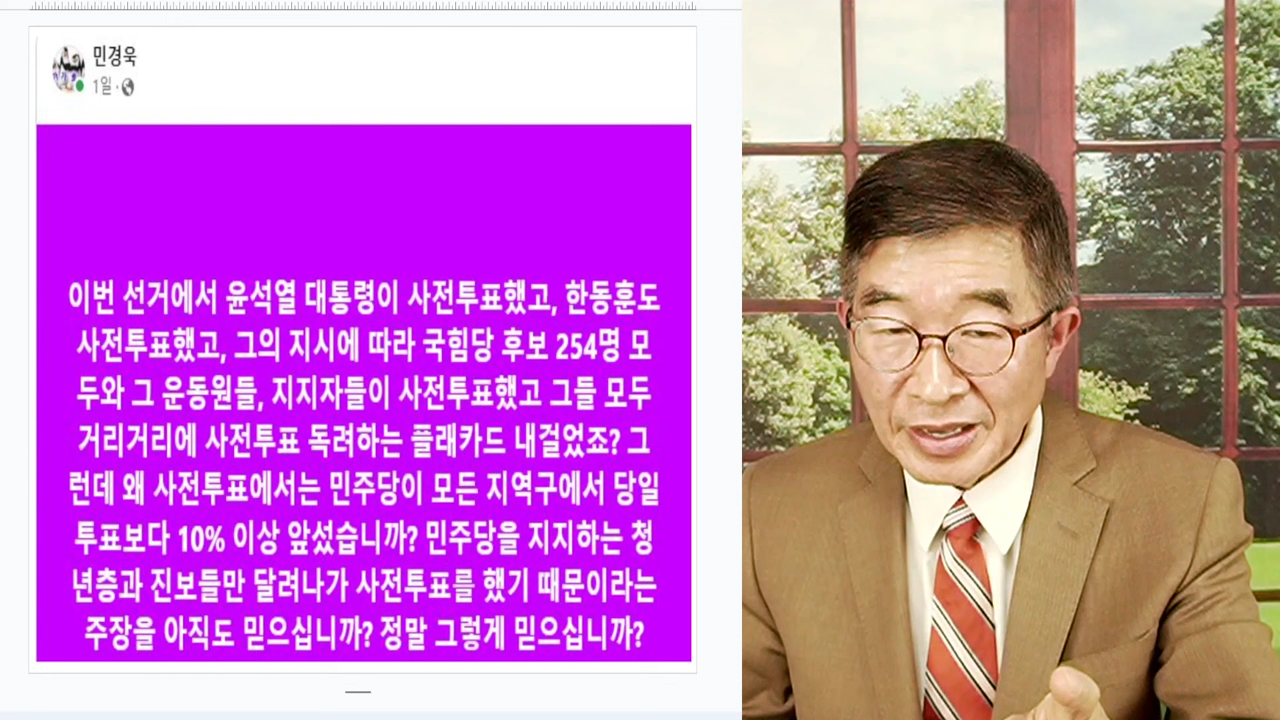 민경욱
1일 ·
이번 선거에서 윤석열 대통령이 사전투표했고, 한동훈도
사전투표했고, 그의 지시에 따라 국힘당 후보 254명 모
두와 그 운동원들, 지지자들이 사전투표했고 그들 모두
거리거리에 사전투표 독려하는 플래카드 내걸었죠? 그
런데 왜 사전투표에서는 민주당이 모든 지역구에서 당일
투표보다 10% 이상 앞섰습니까? 민주당을 지지하는 청
년층과 진보들만 달려나가 사전투표를 했기 때문이라는
주장을 아직도 믿으십니까? 정말 그렇게 믿으십니까?